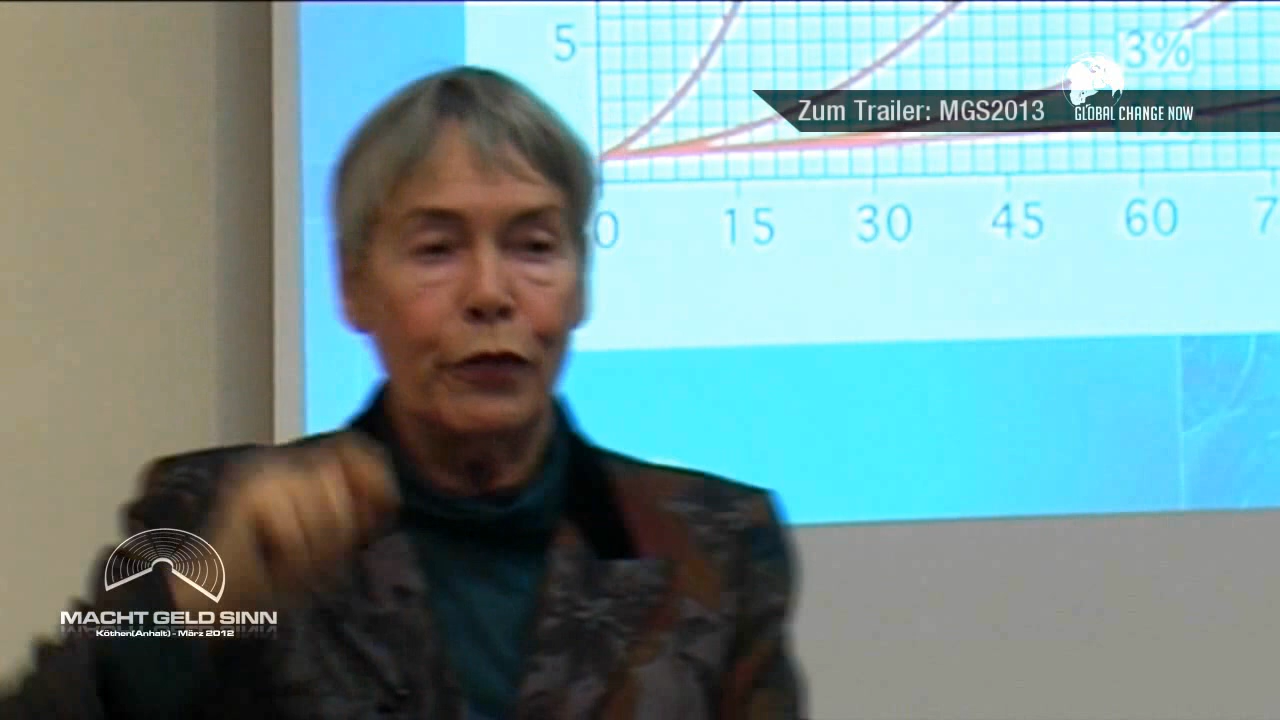 5
3%
Zum Trailer: MGS2013
GLOBAL CHANGE NOW
0 15 30 45 60
MACHT GELD SINN
Köthen(Anhalt) - März 2012